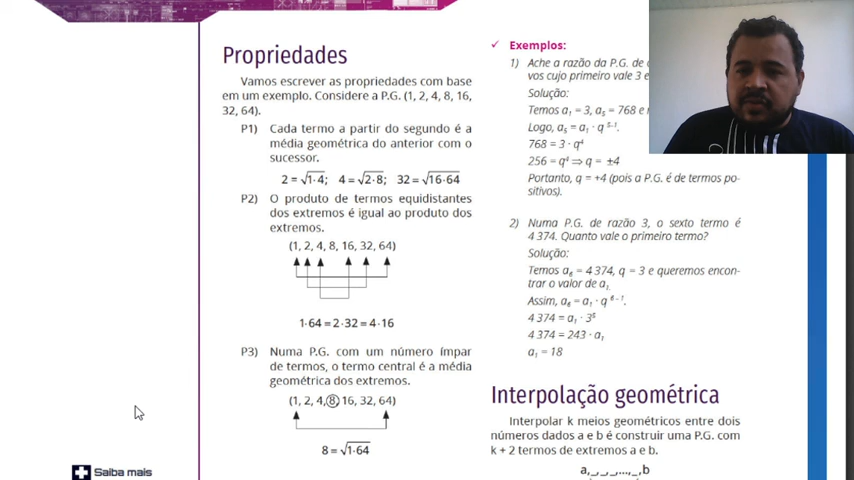 Propriedades
Vamos escrever as propriedades com base
em um exemplo. Considere a P.G. (1, 2, 4, 8, 16,
32, 64).
P1) Cada termo a partir do segundo é a
média geométrica do anterior com o
sucessor.
2 = √1·4; 4 = √2·8; 32 = √16·64
P2) O produto de termos equidistantes
dos extremos é igual ao produto dos
extremos.
(1, 2, 4, 8, 16, 32, 64)
1·64 = 2·32 = 4·16
P3) Numa P.G. com um número ímpar
de termos, o termo central é a média
geométrica dos extremos.
(1, 2, 4, 8, 16, 32, 64)
8 = √1·64
Saiba mais
✓ Exemplos:
1) Ache a razão da P.G. de
vos cujo primeiro vale 3 e
Solução:
Temos a₁ = 3, a₅ = 768 e
Logo, a₅ = a₁ · q⁵⁻¹.
768 = 3 · q⁴
256 = q⁴ ⇒ q = ±4
Portanto, q = +4 (pois a P.G. é de termos po-
sitivos).
2) Numa P.G. de razão 3, o sexto termo é
4 374. Quanto vale o primeiro termo?
Solução:
Temos a₆ = 4 374, q = 3 e queremos encon-
trar o valor de a₁.
Assim, a₆ = a₁ · q⁶⁻¹.
4 374 = a₁ · 3⁵
4 374 = 243 · a₁
a₁ = 18
Interpolação geométrica
Interpolar k meios geométricos entre dois
números dados a e b é construir uma P.G. com
k + 2 termos de extremos a e b.
a,_,_,_,...,_,b